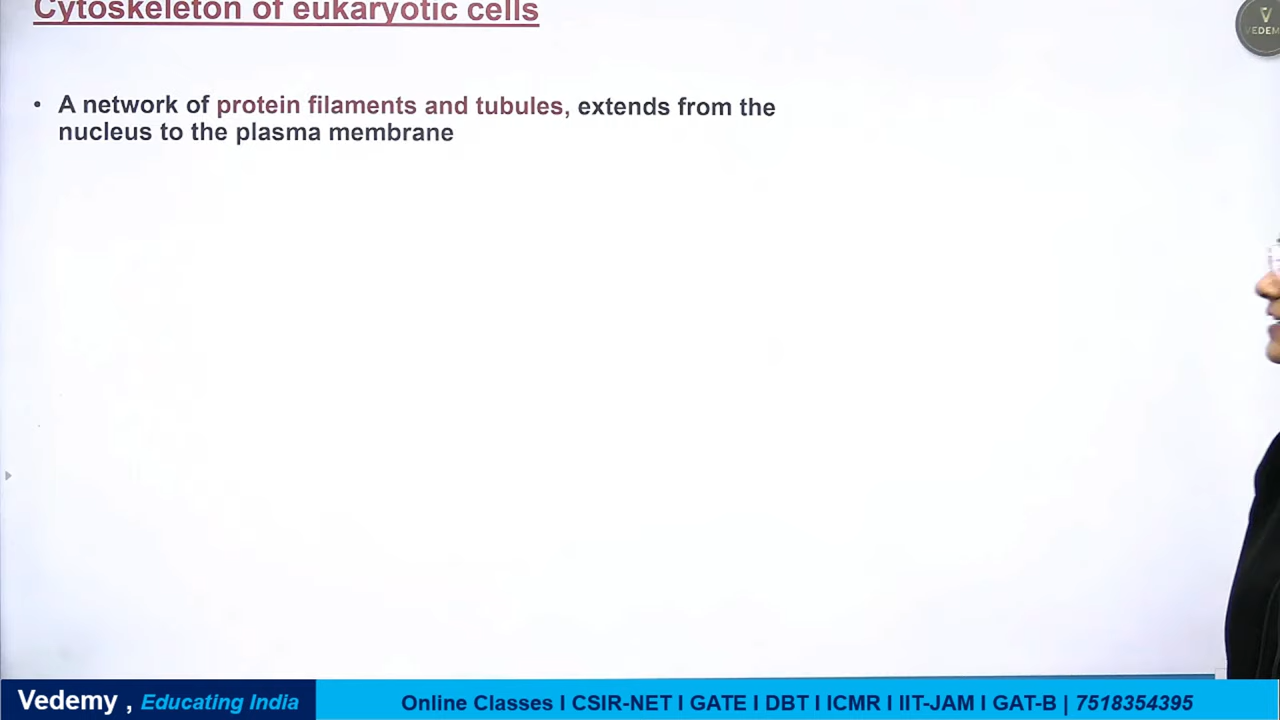 Cytoskeleton of eukaryotic cells
V
VEDEM
• A network of protein filaments and tubules, extends from the
nucleus to the plasma membrane
Vedemy , Educating India
Online Classes I CSIR-NET I GATE I DBT I ICMR I IIT-JAM I GAT-B | 7518354395